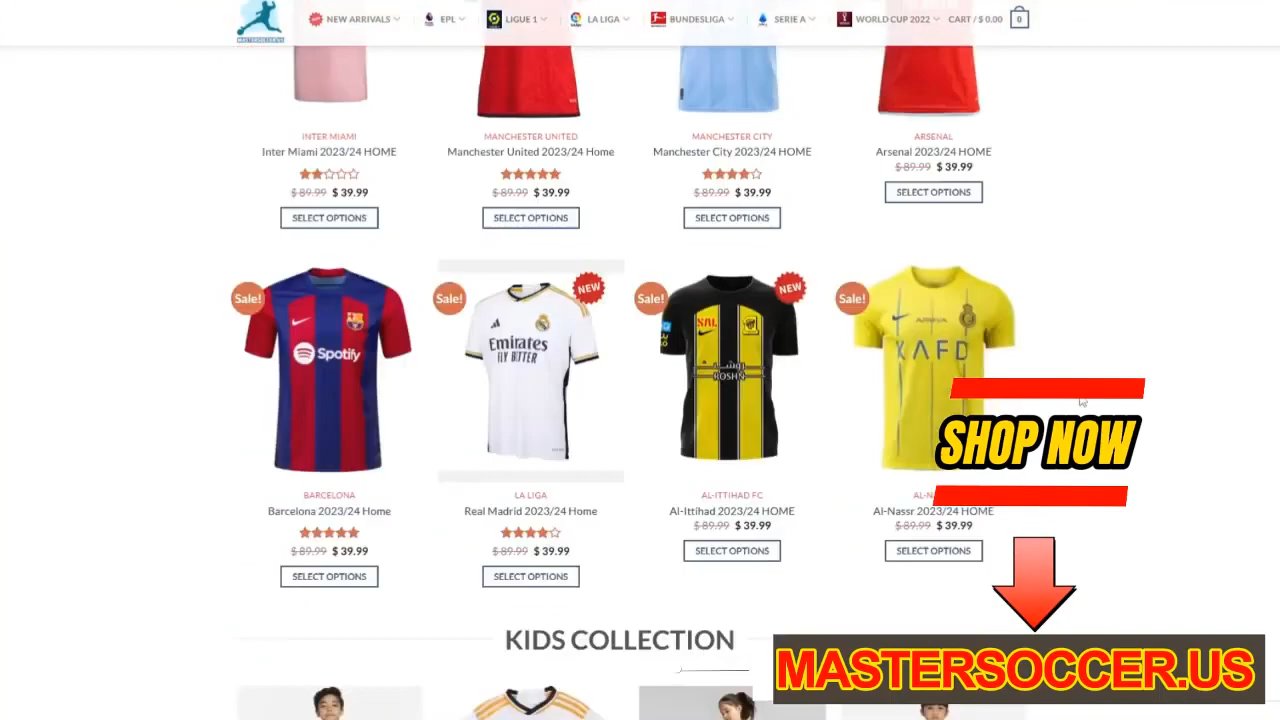 NEW ARRIVALS EPL LIGUE 1 LA LIGA BUNDESLIGA SERIE A WORLD CUP 2022 CART / $ 0.00 0
MASTERSOCCER.US
INTER MIAMI
Inter Miami 2023/24 HOME
$ 89.99 $ 39.99
SELECT OPTIONS
MANCHESTER UNITED
Manchester United 2023/24 Home
$ 89.99 $ 39.99
SELECT OPTIONS
MANCHESTER CITY
Manchester City 2023/24 HOME
$ 89.99 $ 39.99
SELECT OPTIONS
ARSENAL
Arsenal 2023/24 HOME
$ 89.99 $ 39.99
SELECT OPTIONS
Sale!
Spotify
BARCELONA
Barcelona 2023/24 Home
$ 89.99 $ 39.99
SELECT OPTIONS
Sale!
NEW
Emirates
FLY BETTER
LA LIGA
Real Madrid 2023/24 HOME
$ 89.99 $ 39.99
SELECT OPTIONS
Sale!
NEW
روشن
ROSHN
AL-ITTIHAD FC
Al-Ittihad 2023/24 HOME
$ 89.99 $ 39.99
SELECT OPTIONS
Sale!
KAFD
AL-N
Al-Nassr 2023/24 HOME
$ 89.99 $ 39.99
SELECT OPTIONS
SHOP NOW
KIDS COLLECTION
MASTERSOCCER.US